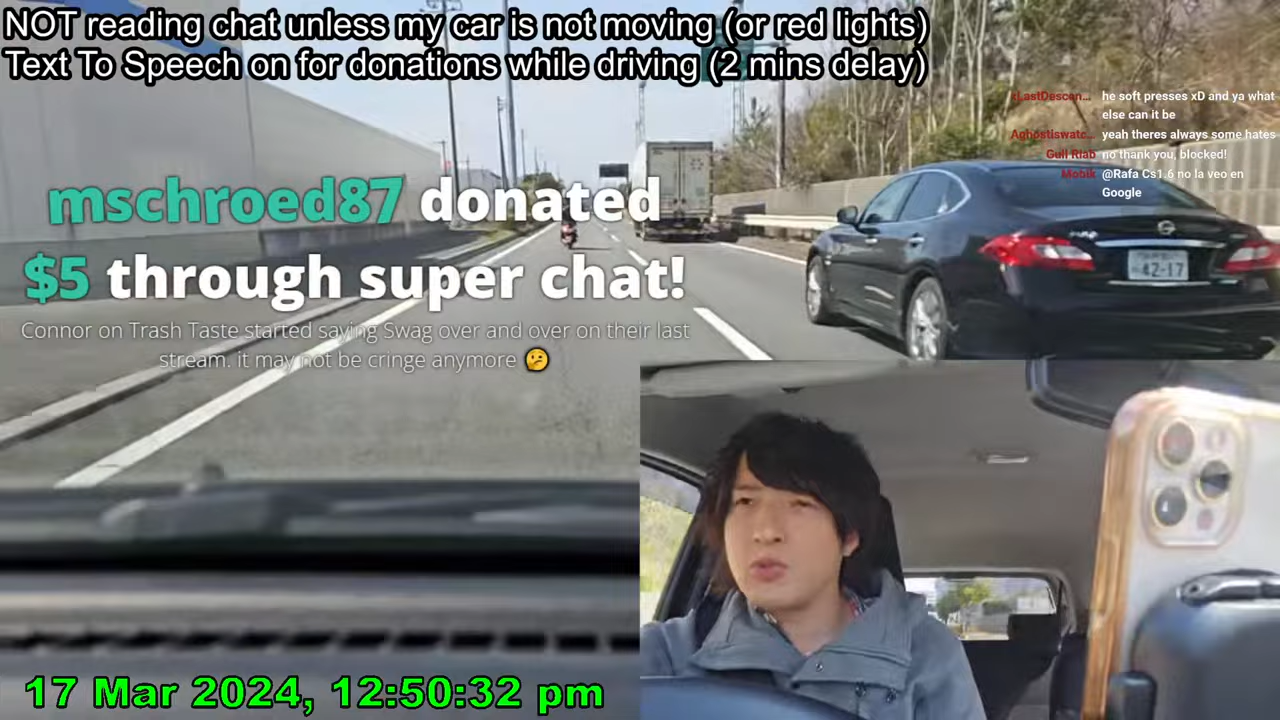 NOT reading chat unless my car is not moving (or red lights)
Text To Speech on for donations while driving (2 mins delay)
he soft presses xD and ya what
else can it be
Aghostiswatc... yeah theres always some hates
Gull Riab no thank you, blocked!
Mobik @Rafa Cs1.6 no la veo en
Google
mschroed87 donated
$5 through super chat!
Connor on Trash Taste started saying Swag over and over on their last
stream. it may not be cringe anymore 🤔
42-17
17 Mar 2024, 12:50:32 pm